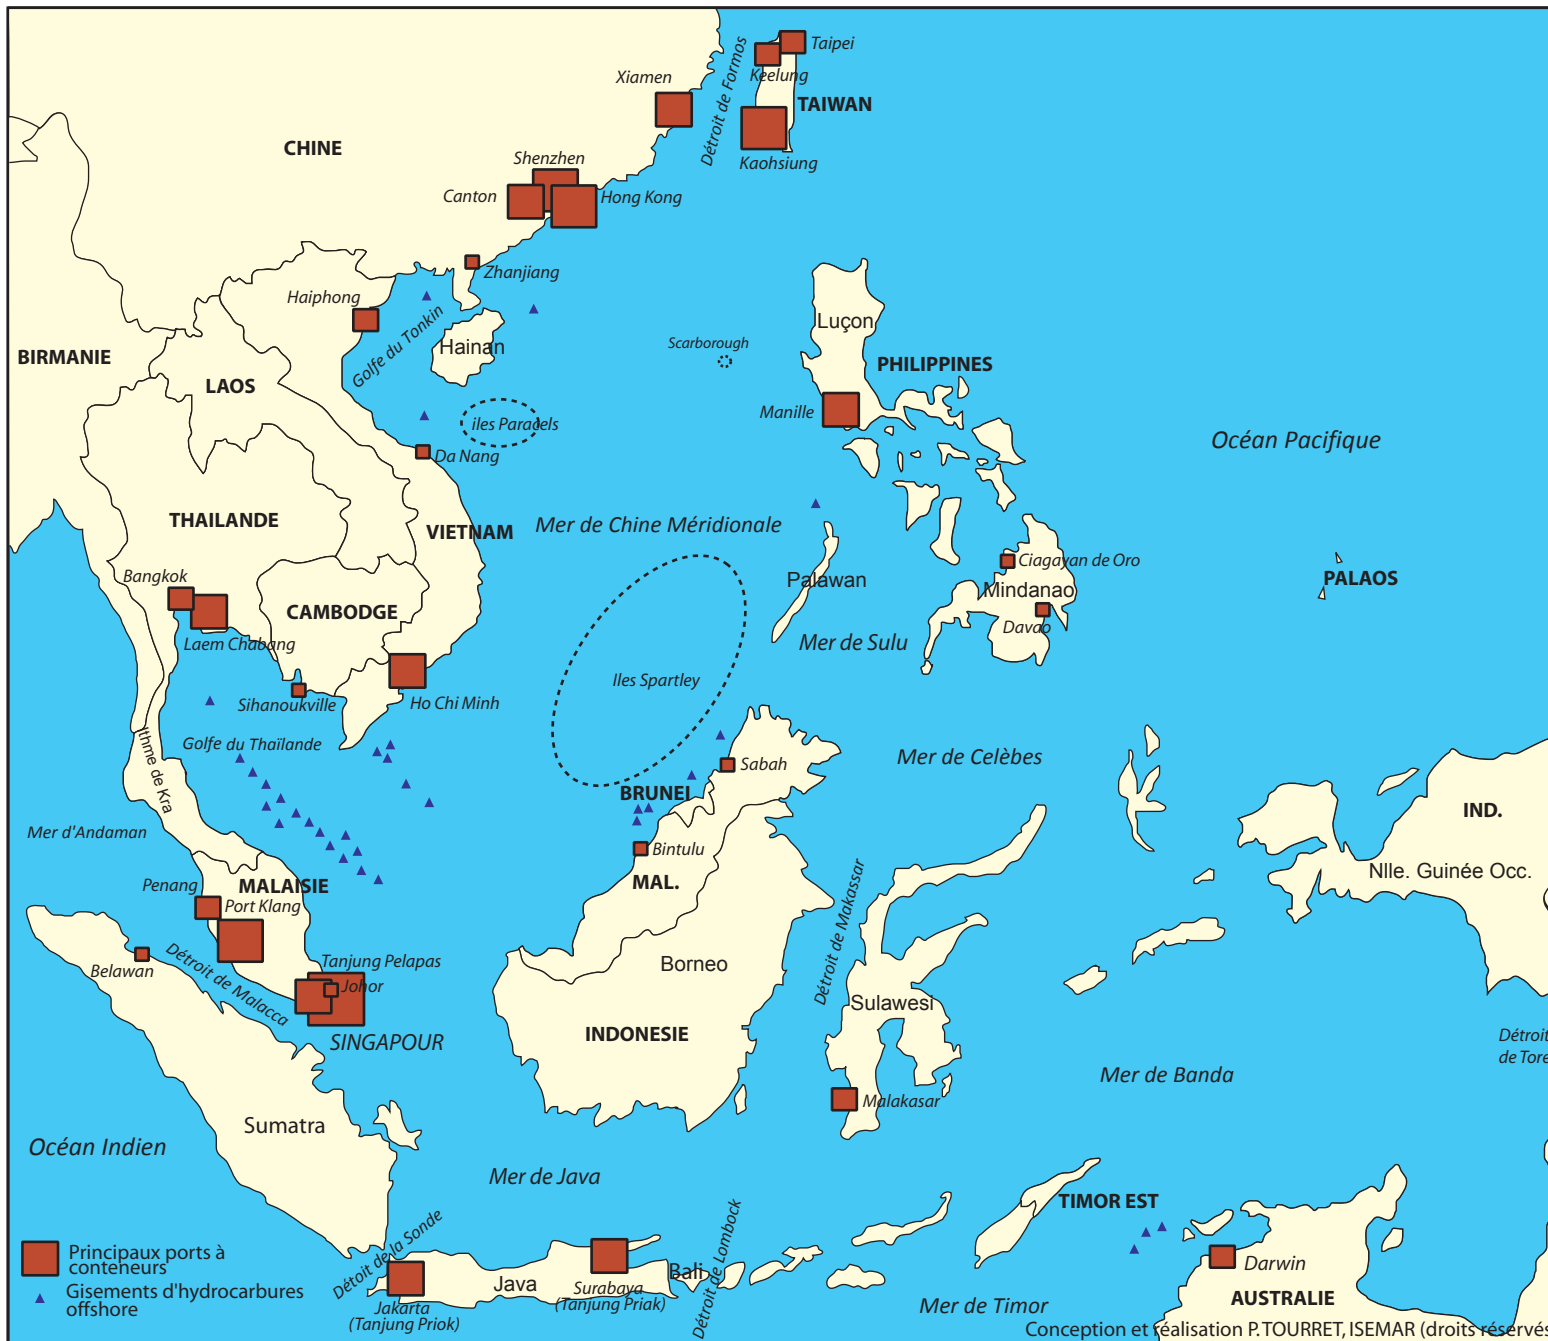 Taipei
Keelung
Xiamen
Détroit de Formos
TAIWAN
CHINE
Kaohsiung
Shenzhen
Canton
Hong Kong
Zhanjiang
Haiphong
Golfe du Tonkin
Hainan
Luçon
Scarborough
BIRMANIE
LAOS
PHILIPPINES
Manille
iles Paracels
Océan Pacifique
Da Nang
THAILANDE
VIETNAM
Mer de Chine Méridionale
Ciagayan de Oro
Bangkok
Palawan
PALAOS
Mindanao
CAMBODGE
Davao
Laem Chabang
Mer de Sulu
Iles Spartley
Sihanoukville
Ho Chi Minh
Golfe du Thaïlande
Ithme de Kra
Mer de Celèbes
Sabah
BRUNEI
IND.
Mer d'Andaman
Bintulu
Nlle. Guinée Occ.
MALAISIE
MAL.
Penang
Port Klang
Détroit de Makassar
Tanjung Pelapas
Borneo
Belawan
Détroit de Malacca
Johor
Sulawesi
SINGAPOUR
INDONESIE
Détroit
de Tore
Mer de Banda
Malakasar
Sumatra
Océan Indien
Mer de Java
TIMOR EST
Détoit de la Sonde
Détroit de Lombock
Principaux ports à
conteneurs
Gisements d'hydrocarbures
offshore
Java
Bali
Surabaya
(Tanjung Priak)
Jakarta
(Tanjung Priok)
Darwin
AUSTRALIE
Mer de Timor
Conception et réalisation P. TOURRET, ISEMAR (droits réservés